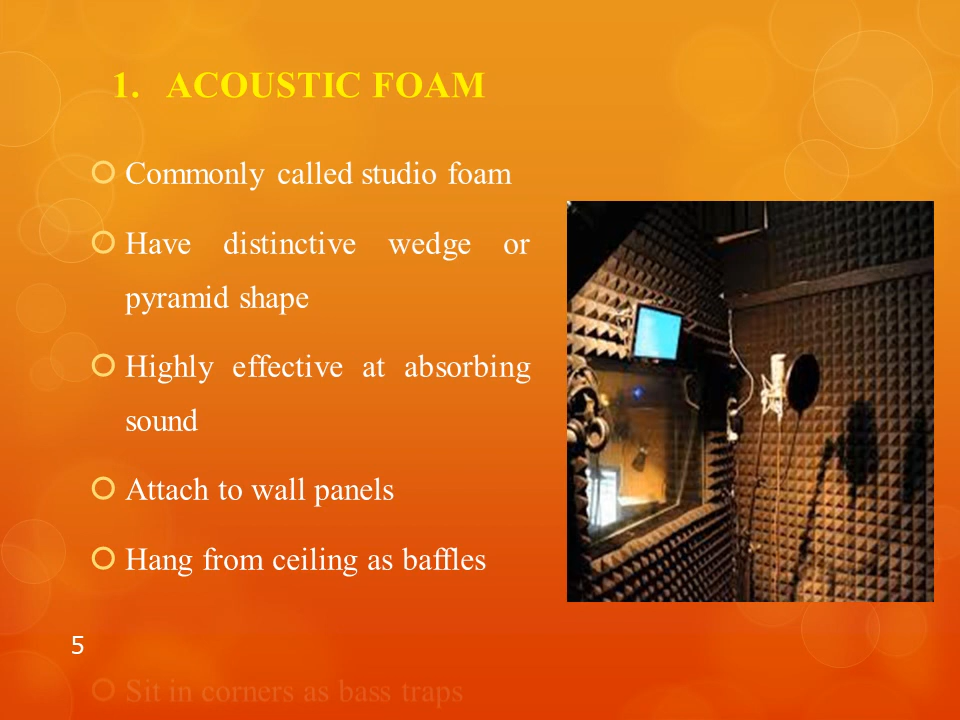 1. ACOUSTIC FOAM
Commonly called studio foam
Have distinctive wedge or
pyramid shape
Highly effective at absorbing
sound
Attach to wall panels
Hang from ceiling as baffles
5
Sit in corners as bass traps